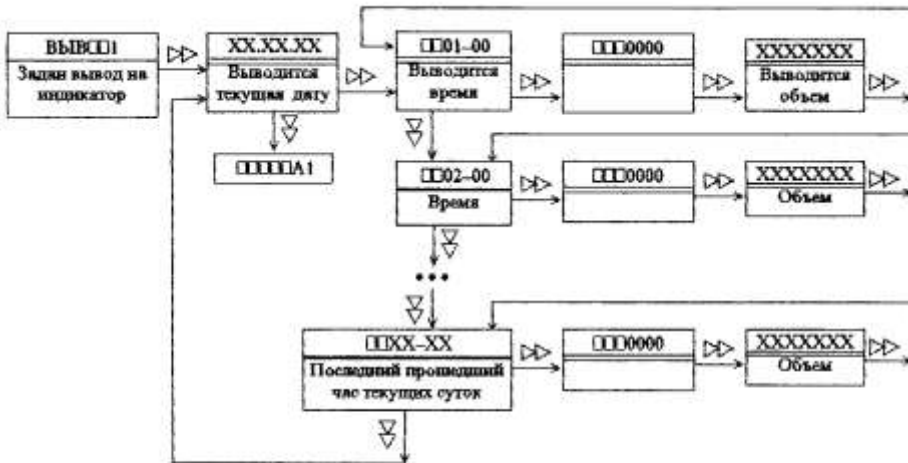 ВЫВ□□1
Задан вывод на
индикатор
XX.XX.XX
Выводится
текущая дату
□□□□□А1
□□01–00
Выводится
время
□□□0000
XXXXXXX
Выводится
объем
□□02–00
Время
□□□0000
XXXXXXX
Объем
•••
□□XX–XX
Последний прошедший
час текущих суток
□□□0000
XXXXXXX
Объем